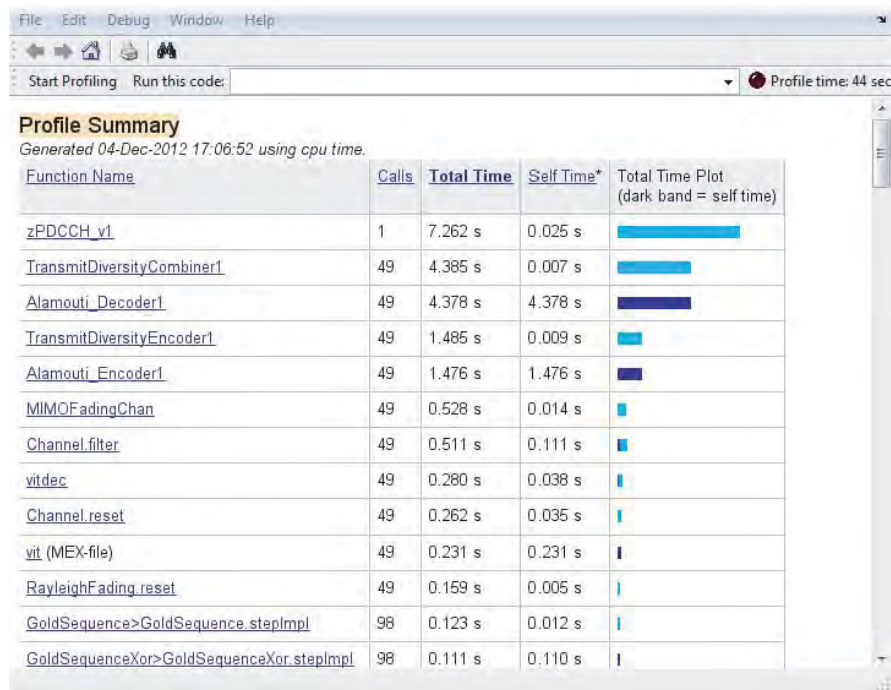 File Edit Debug Window Help
Start Profiling Run this code: Profile time: 44 sec
Profile Summary
Generated 04-Dec-2012 17:06:52 using cpu time.
Function Name Calls Total Time Self Time* Total Time Plot
(dark band = self time)
zPDCCH_v1 1 7.262 s 0.025 s
TransmitDiversityCombiner1 49 4.385 s 0.007 s
Alamouti_Decoder1 49 4.378 s 4.378 s
TransmitDiversityEncoder1 49 1.485 s 0.009 s
Alamouti_Encoder1 49 1.476 s 1.476 s
MIMOFadingChan 49 0.528 s 0.014 s
Channel.filter 49 0.511 s 0.111 s
vitdec 49 0.280 s 0.038 s
Channel.reset 49 0.262 s 0.035 s
vit (MEX-file) 49 0.231 s 0.231 s
RayleighFading.reset 49 0.159 s 0.005 s
GoldSequence>GoldSequence.stepImpl 98 0.123 s 0.012 s
GoldSequenceXor>GoldSequenceXor.stepImpl 98 0.111 s 0.110 s